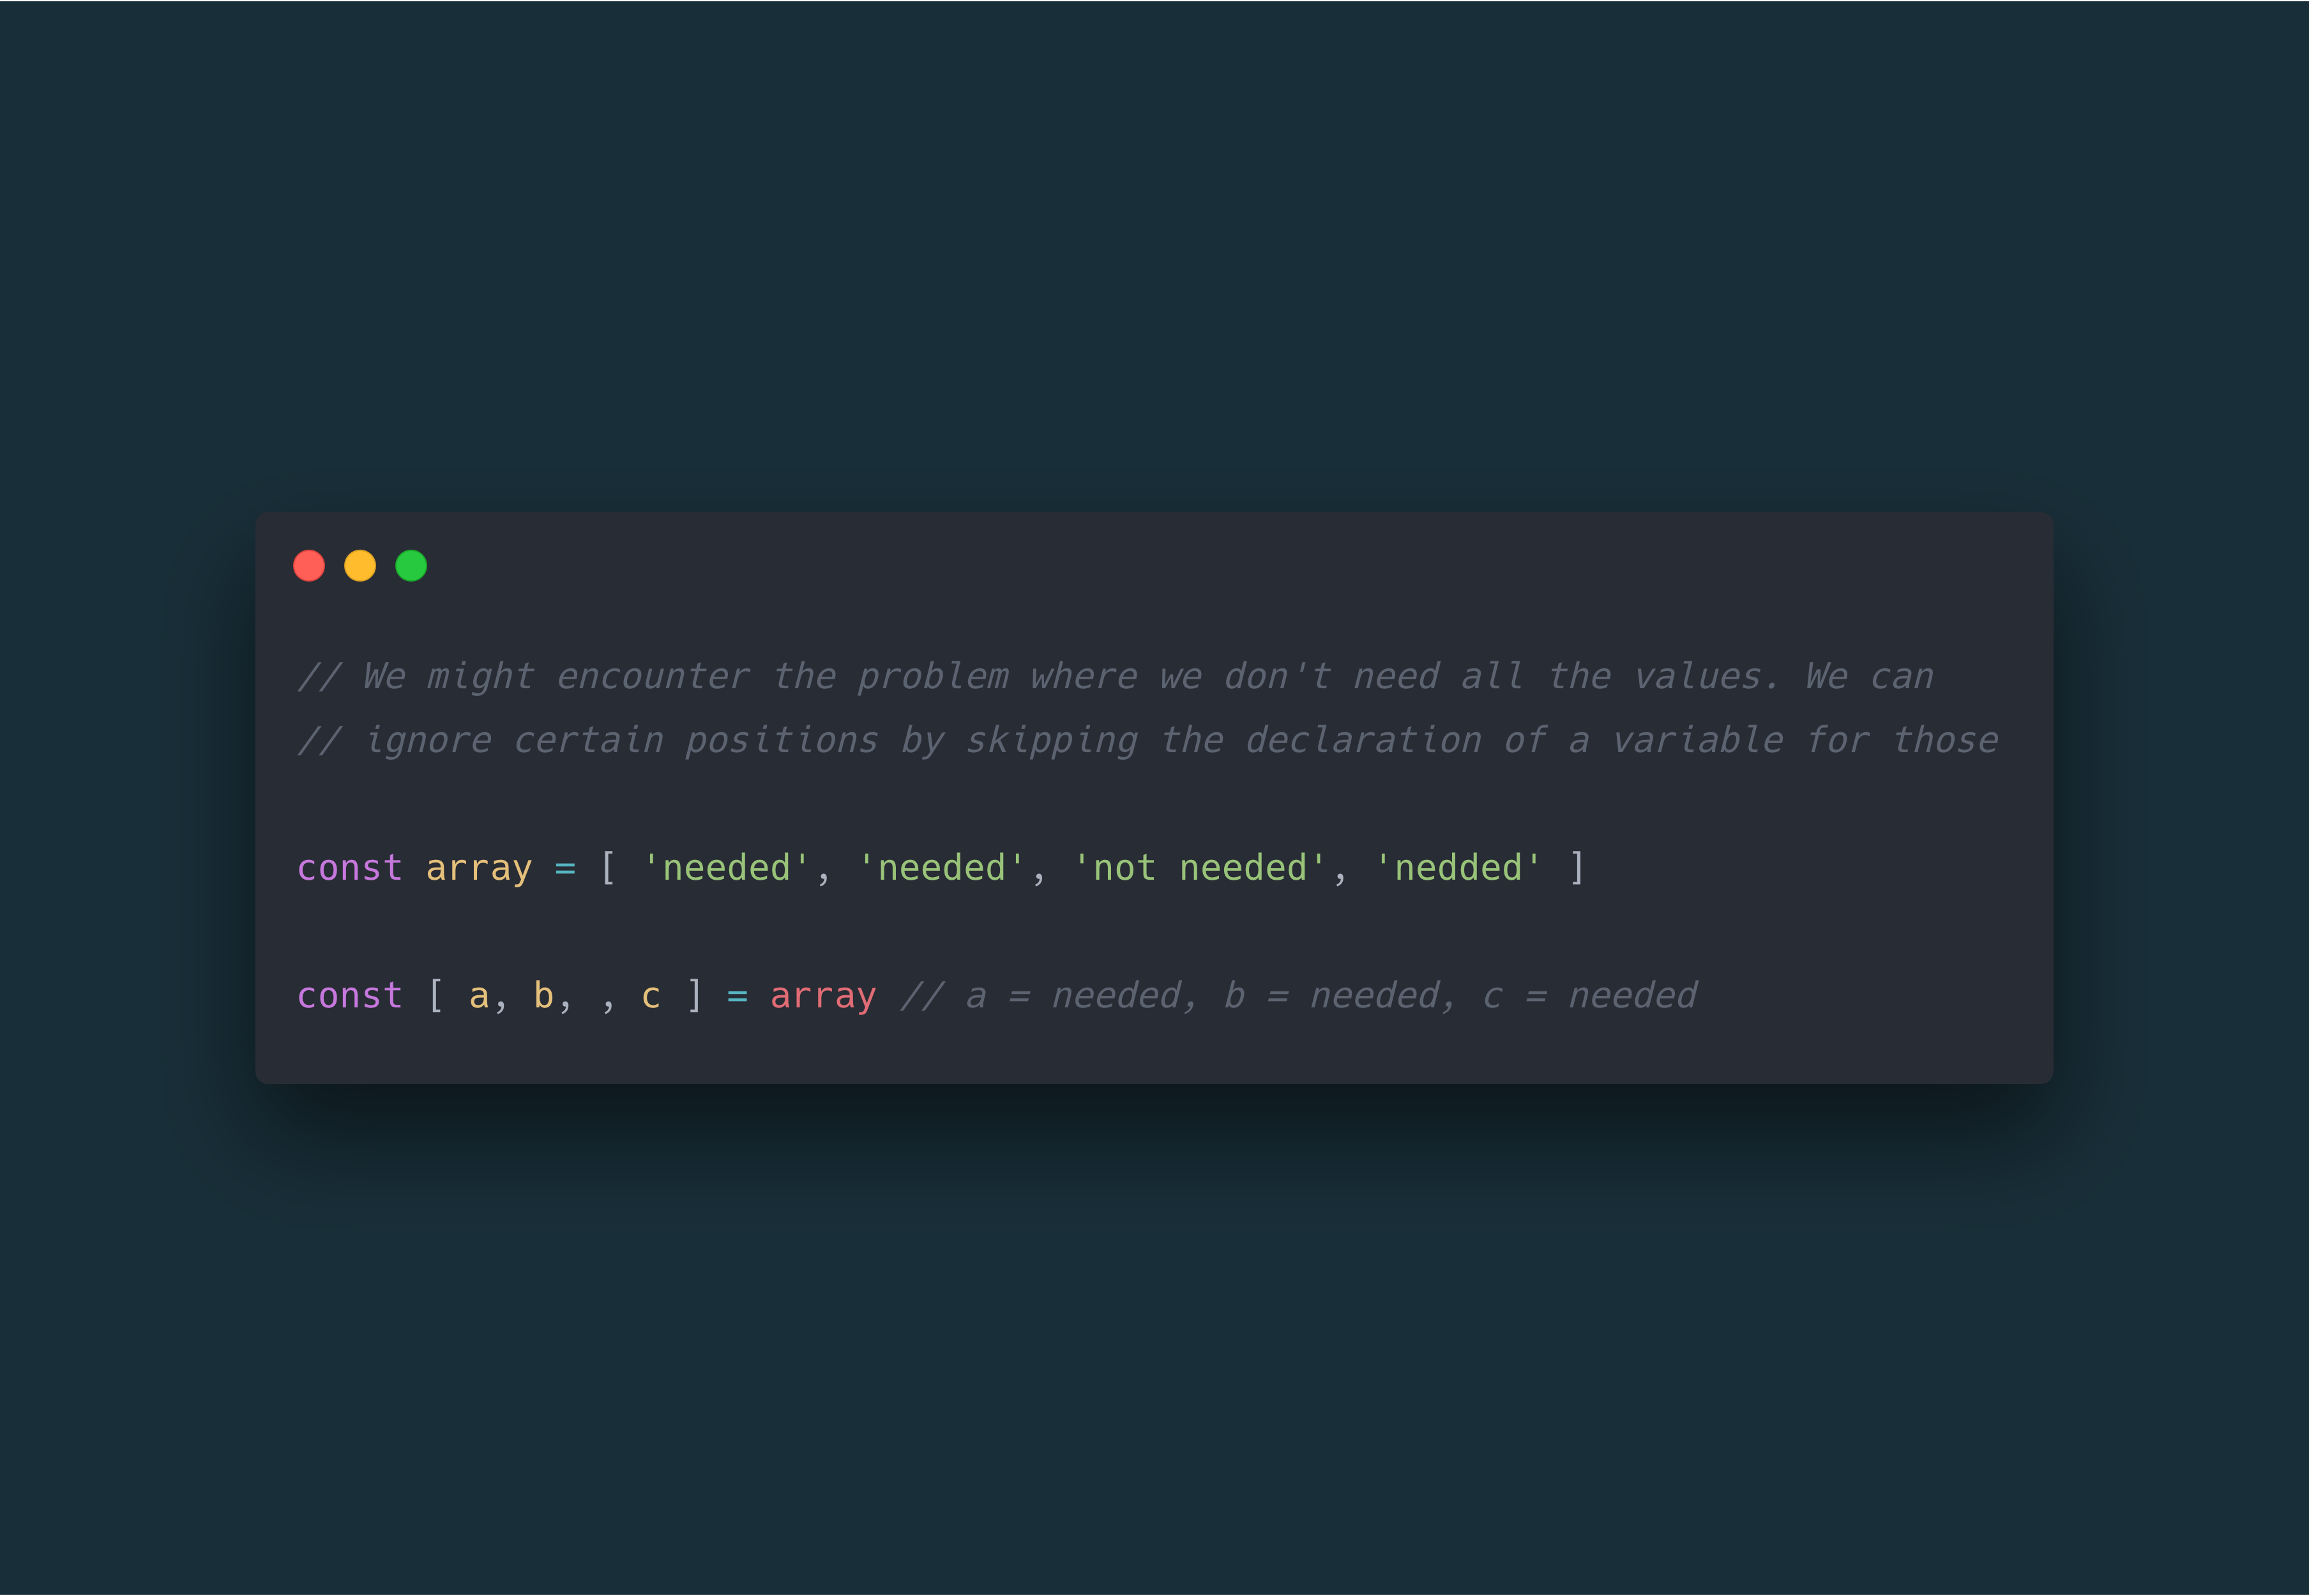 // We might encounter the problem where we don't need all the values. We can
// ignore certain positions by skipping the declaration of a variable for those
const array = [ 'needed', 'needed', 'not needed', 'nedded' ]
const [ a, b, , c ] = array // a = needed, b = needed, c = needed